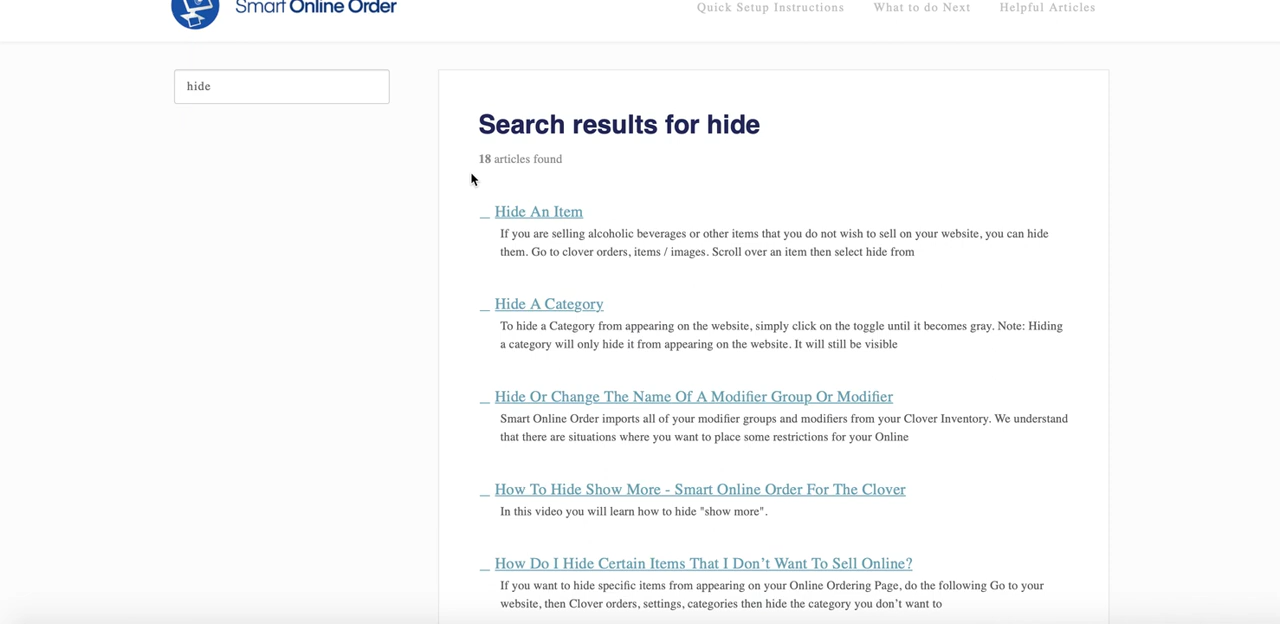 Smart Online Order
Quick Setup Instructions
What to do Next
Helpful Articles
hide
Search results for hide
18 articles found
Hide An Item
If you are selling alcoholic beverages or other items that you do not wish to sell on your website, you can hide
them. Go to clover orders, items / images. Scroll over an item then select hide from
Hide A Category
To hide a Category from appearing on the website, simply click on the toggle until it becomes gray. Note: Hiding
a category will only hide it from appearing on the website. It will still be visible
Hide Or Change The Name Of A Modifier Group Or Modifier
Smart Online Order imports all of your modifier groups and modifiers from your Clover Inventory. We understand
that there are situations where you want to place some restrictions for your Online
How To Hide Show More - Smart Online Order For The Clover
In this video you will learn how to hide "show more".
How Do I Hide Certain Items That I Don’t Want To Sell Online?
If you want to hide specific items from appearing on your Online Ordering Page, do the following Go to your
website, then Clover orders, settings, categories then hide the category you don’t want to